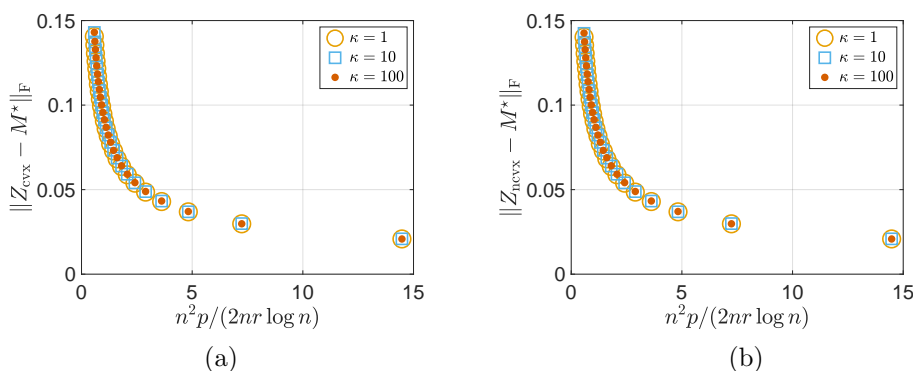 0.15
0.1
0.05
0
0
5
10
15
‖Z_cvx − M*‖_F
n²p/(2nr log n)
κ = 1
κ = 10
κ = 100
(a)
0.15
0.1
0.05
0
0
5
10
15
‖Z_ncvx − M*‖_F
n²p/(2nr log n)
κ = 1
κ = 10
κ = 100
(b)